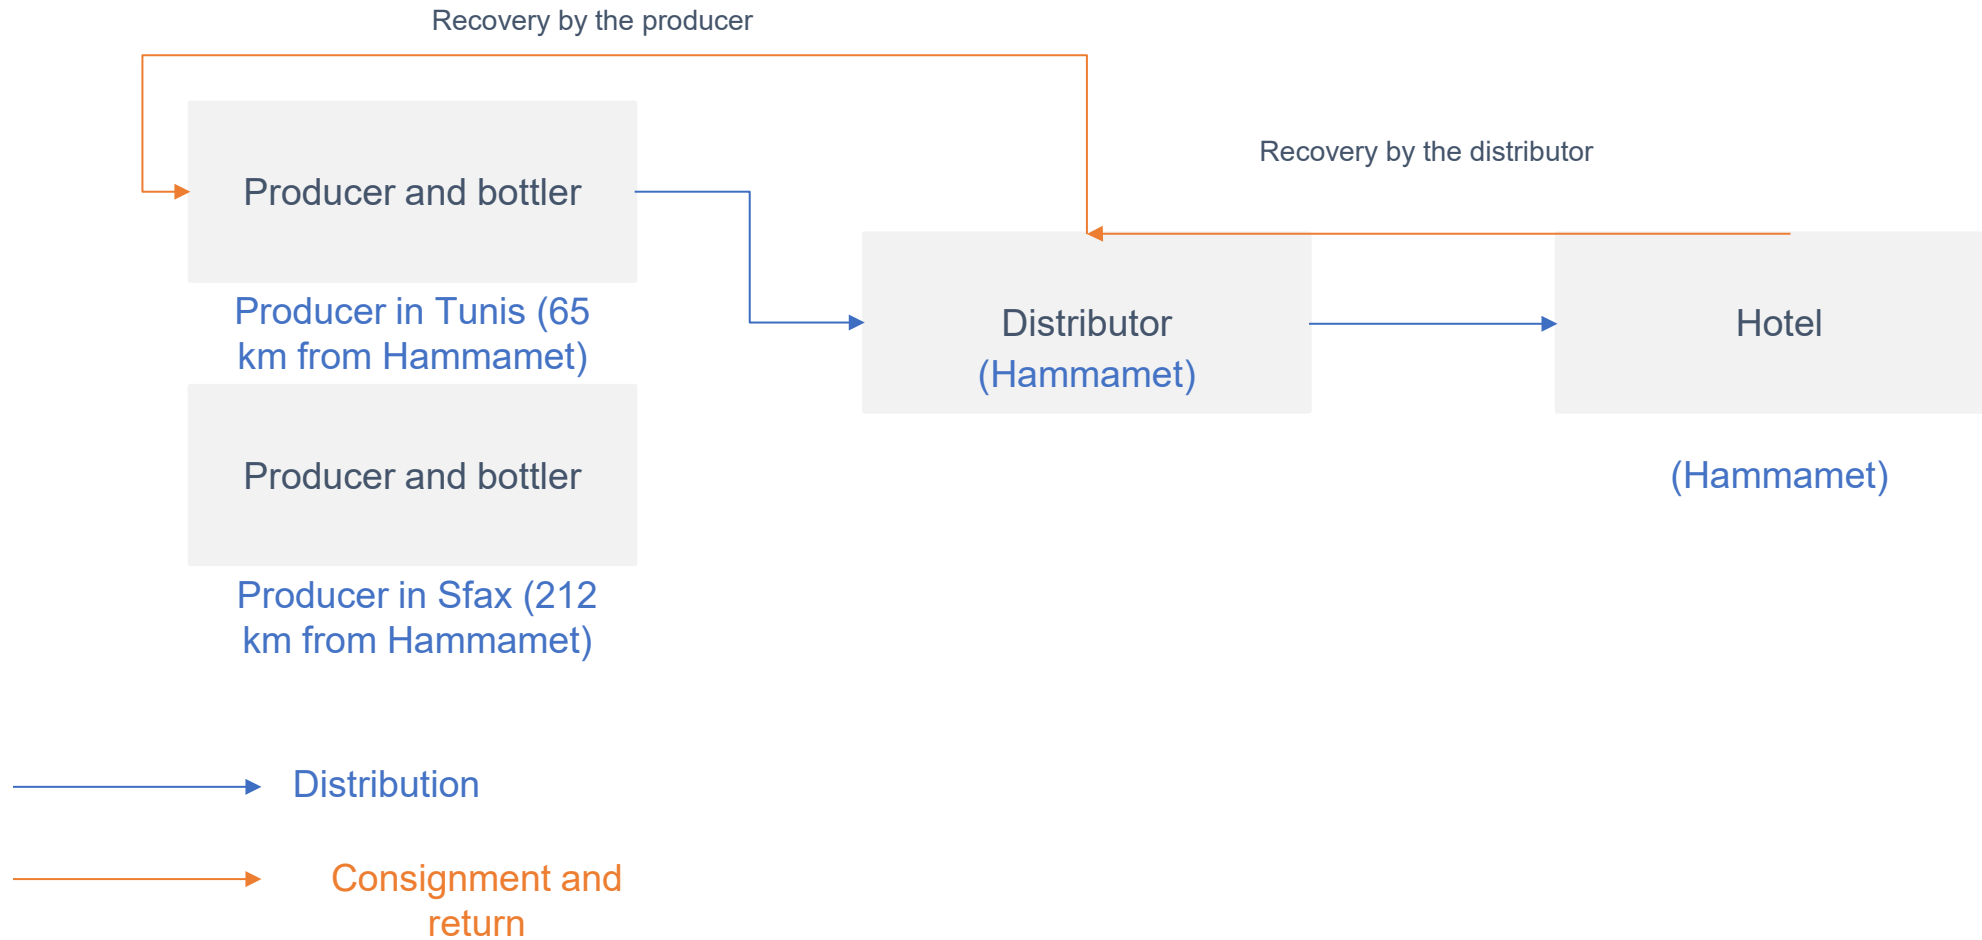 Recovery by the producer
Recovery by the distributor
Producer and bottler
Producer in Tunis (65
km from Hammamet)
Distributor
(Hammamet)
Hotel
(Hammamet)
Producer and bottler
Producer in Sfax (212
km from Hammamet)
Distribution
Consignment and
return